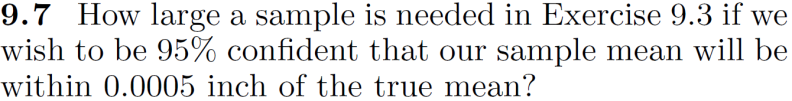 9.7 How large a sample is needed in Exercise 9.3 if we
wish to be 95% confident that our sample mean will be
within 0.0005 inch of the true mean?